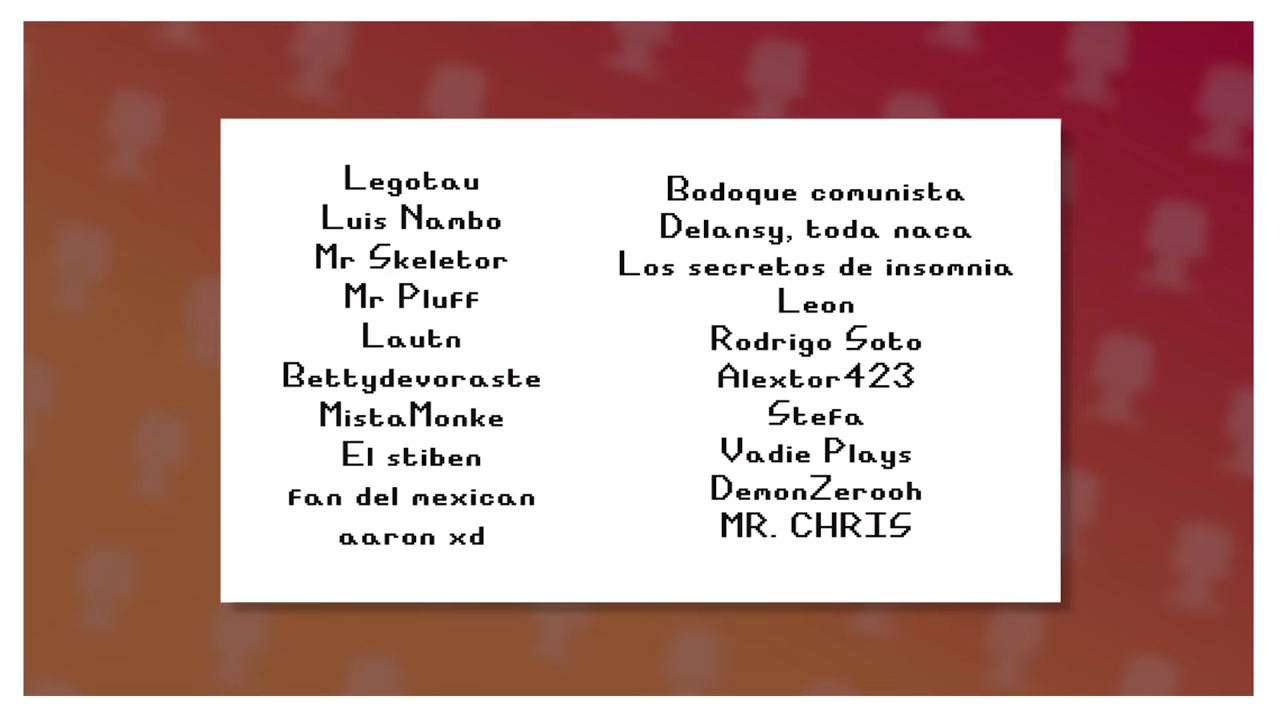 Legotau
Luis Nambo
Mr Skeletor
Mr Pluff
Lautn
Bettydevoraste
MistaMonke
El stiben
fan del mexican
aaron xd
Bodoque comunista
Delansy, toda naca
Los secretos de insomnia
Leon
Rodrigo Soto
Alextor423
Stefa
Vadie Plays
DemonZerooh
MR. CHRIS